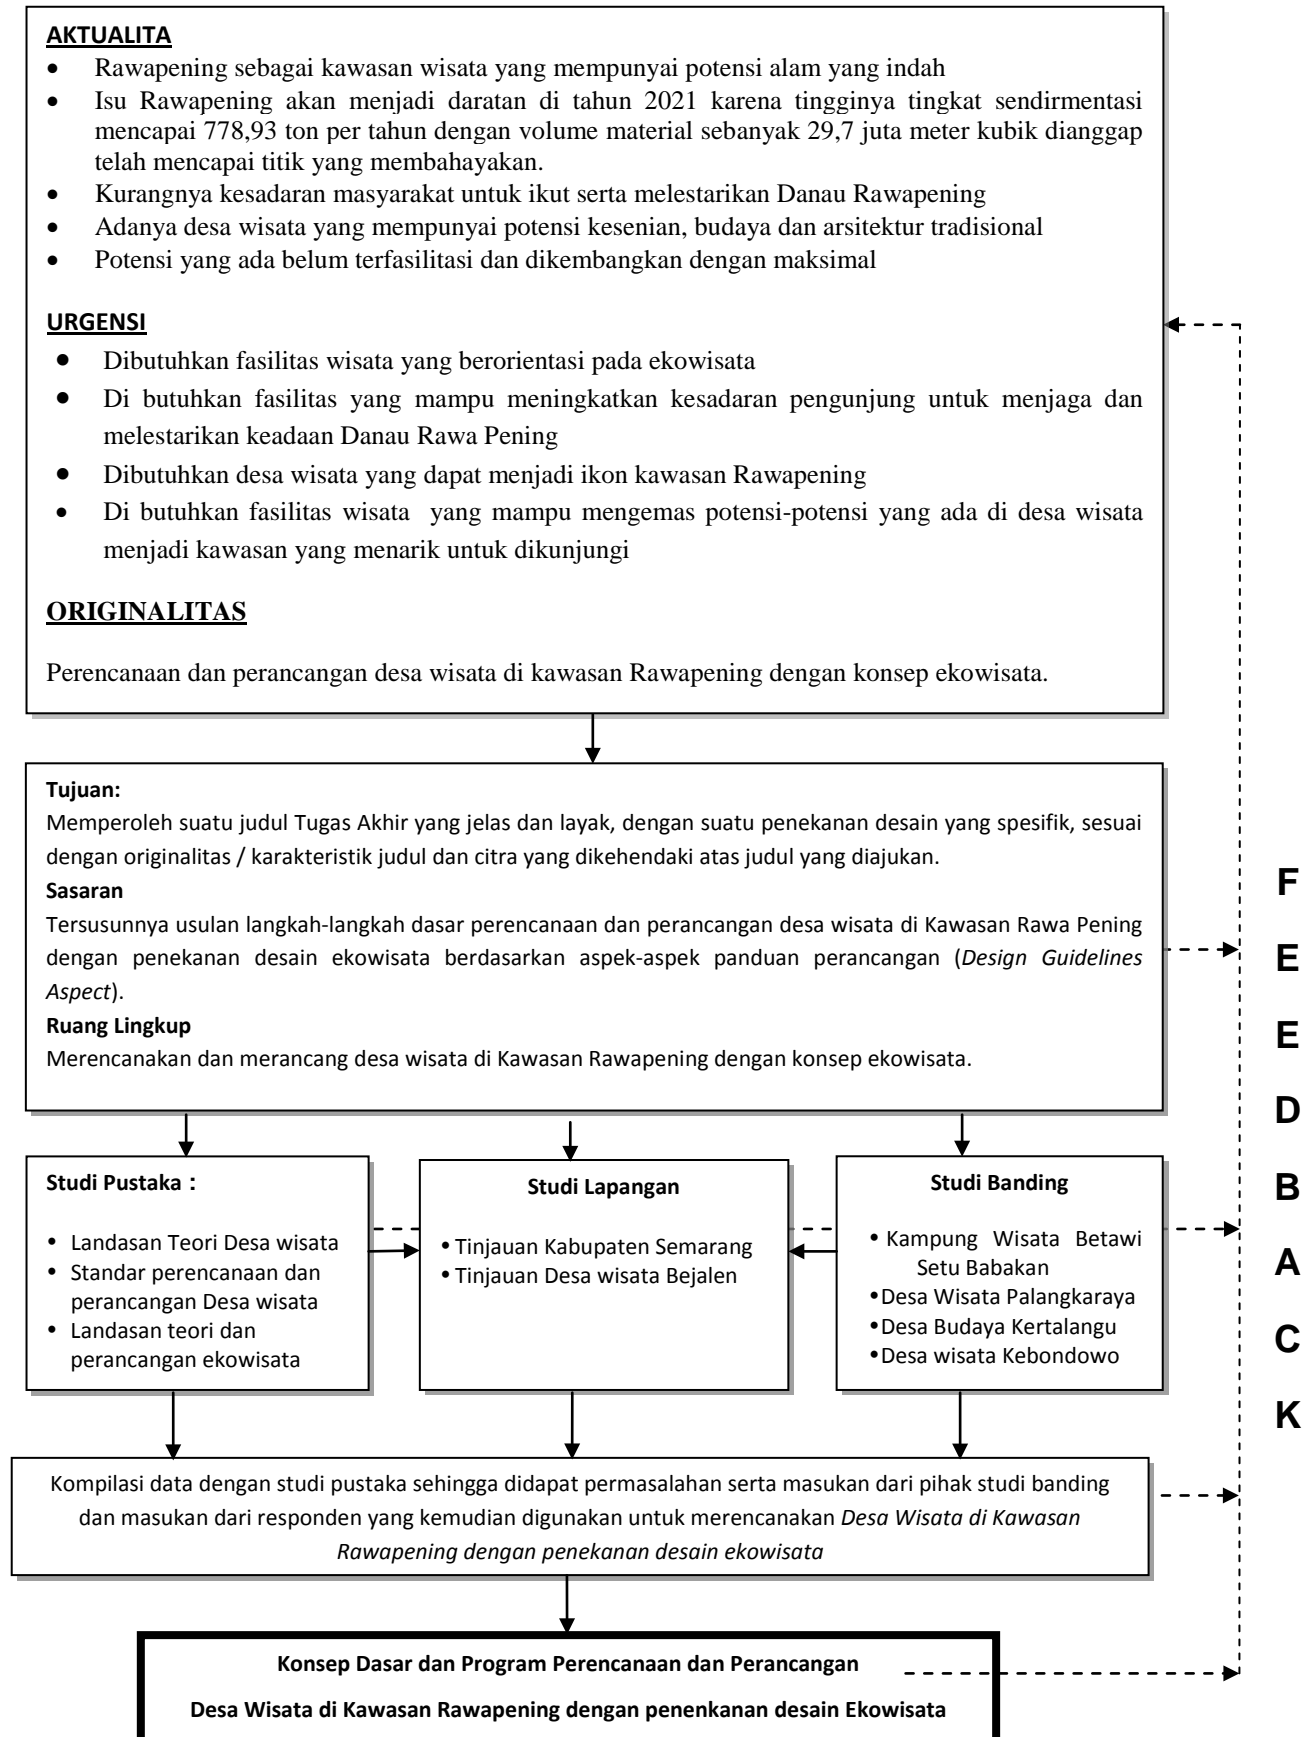 AKTUALITA
• Rawapening sebagai kawasan wisata yang mempunyai potensi alam yang indah
• Isu Rawapening akan menjadi daratan di tahun 2021 karena tingginya tingkat sendirmentasi
mencapai 778,93 ton per tahun dengan volume material sebanyak 29,7 juta meter kubik dianggap
telah mencapai titik yang membahayakan.
• Kurangnya kesadaran masyarakat untuk ikut serta melestarikan Danau Rawapening
• Adanya desa wisata yang mempunyai potensi kesenian, budaya dan arsitektur tradisional
• Potensi yang ada belum terfasilitasi dan dikembangkan dengan maksimal
URGENSI
• Dibutuhkan fasilitas wisata yang berorientasi pada ekowisata
• Di butuhkan fasilitas yang mampu meningkatkan kesadaran pengunjung untuk menjaga dan
melestarikan keadaan Danau Rawa Pening
• Dibutuhkan desa wisata yang dapat menjadi ikon kawasan Rawapening
• Di butuhkan fasilitas wisata yang mampu mengemas potensi-potensi yang ada di desa wisata
menjadi kawasan yang menarik untuk dikunjungi
ORIGINALITAS
Perencanaan dan perancangan desa wisata di kawasan Rawapening dengan konsep ekowisata.
Tujuan:
Memperoleh suatu judul Tugas Akhir yang jelas dan layak, dengan suatu penekanan desain yang spesifik, sesuai
dengan originalitas / karakteristik judul dan citra yang dikehendaki atas judul yang diajukan.
Sasaran
Tersusunnya usulan langkah-langkah dasar perencanaan dan perancangan desa wisata di Kawasan Rawa Pening
dengan penekanan desain ekowisata berdasarkan aspek-aspek panduan perancangan (Design Guidelines
Aspect).
Ruang Lingkup
Merencanakan dan merancang desa wisata di Kawasan Rawapening dengan konsep ekowisata.
Studi Pustaka :
• Landasan Teori Desa wisata
• Standar perencanaan dan
perancangan Desa wisata
• Landasan teori dan
perancangan ekowisata
Studi Lapangan
• Tinjauan Kabupaten Semarang
• Tinjauan Desa wisata Bejalen
Studi Banding
• Kampung Wisata Betawi
Setu Babakan
• Desa Wisata Palangkaraya
• Desa Budaya Kertalangu
• Desa wisata Kebondowo
Kompilasi data dengan studi pustaka sehingga didapat permasalahan serta masukan dari pihak studi banding
dan masukan dari responden yang kemudian digunakan untuk merencanakan Desa Wisata di Kawasan
Rawapening dengan penekanan desain ekowisata
Konsep Dasar dan Program Perencanaan dan Perancangan
Desa Wisata di Kawasan Rawapening dengan penenkanan desain Ekowisata
F
E
E
D
B
A
C
K